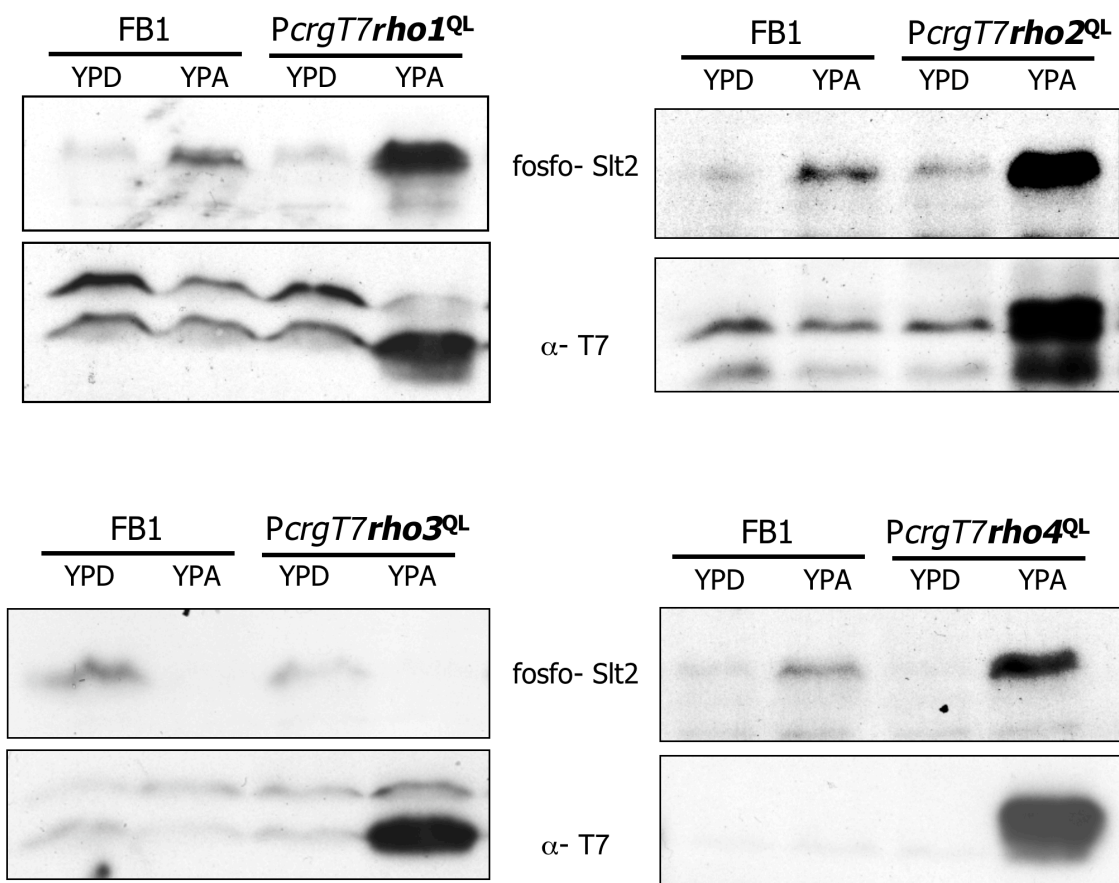 FB1 PcrgT7rho1QL
YPD YPA YPD YPA
fosfo- Slt2
α- T7
FB1 PcrgT7rho2QL
YPD YPA YPD YPA
FB1 PcrgT7rho3QL
YPD YPA YPD YPA
fosfo- Slt2
α- T7
FB1 PcrgT7rho4QL
YPD YPA YPD YPA